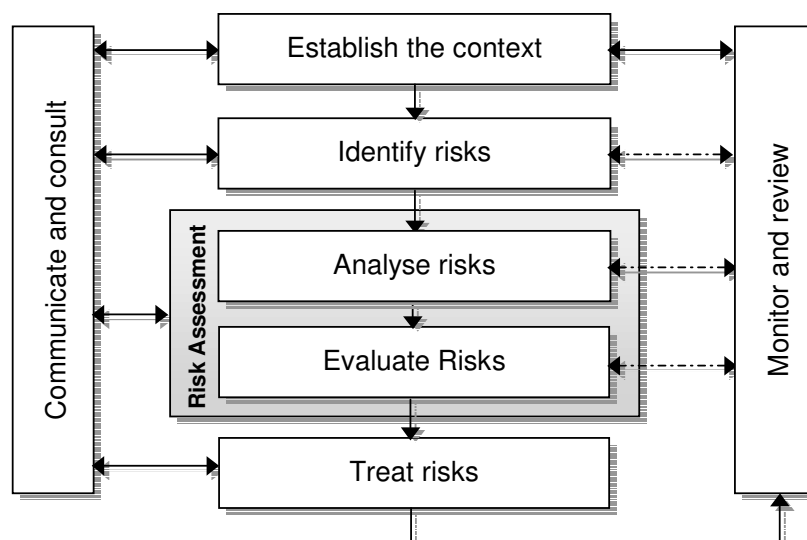 Establish the context
Communicate and consult
Identify risks
Monitor and review
Risk Assessment
Analyse risks
Evaluate Risks
Treat risks